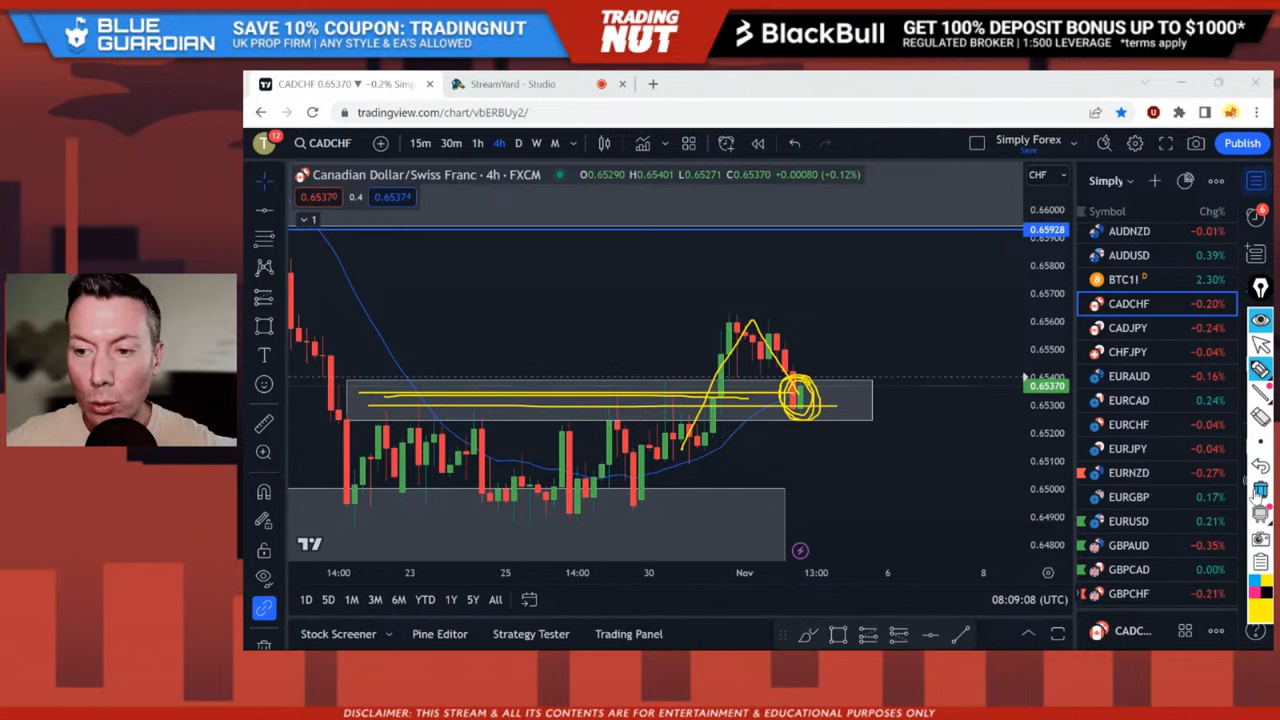 BLUE GUARDIAN
SAVE 10% COUPON: TRADINGNUT
UK PROP FIRM | ANY STYLE & EA'S ALLOWED
TRADING NUT
BlackBull
GET 100% DEPOSIT BONUS UP TO $1000*
REGULATED BROKER | 1:500 LEVERAGE *terms apply
CADCHF 0.65370 ▼ −0.2% Simp
StreamYard - Studio
tradingview.com/chart/vbERBUy2/
T 12 CADCHF 15m 30m 1h 4h D W M Simply Forex Save Publish
Canadian Dollar/Swiss Franc · 4h · FXCM O0.65290 H0.65401 L0.65271 C0.65370 +0.00080 (+0.12%) CHF
0.65370 0.4 0.65374
1
0.66000
0.65928
0.65900
0.65800
0.65700
0.65600
0.65500
0.65400
0.65370
0.65300
0.65200
0.65100
0.65000
0.64900
0.64800
14:00 23 25 14:00 30 Nov 13:00 6 8
1D 5D 1M 3M 6M YTD 1Y 5Y All 08:09:08 (UTC)
Stock Screener Pine Editor Strategy Tester Trading Panel
Simply
Symbol Chg%
AUDNZD −0.01%
AUDUSD 0.39%
BTC1! D 2.30%
CADCHF −0.20%
CADJPY −0.24%
CHFJPY −0.04%
EURAUD −0.16%
EURCAD 0.24%
EURCHF −0.04%
EURJPY −0.04%
EURNZD −0.27%
EURGBP 0.17%
EURUSD 0.21%
GBPAUD −0.35%
GBPCAD 0.00%
GBPCHF −0.21%
CADC...
6
DISCLAIMER: THIS STREAM & ALL ITS CONTENTS ARE FOR ENTERTAINMENT & EDUCATIONAL PURPOSES ONLY